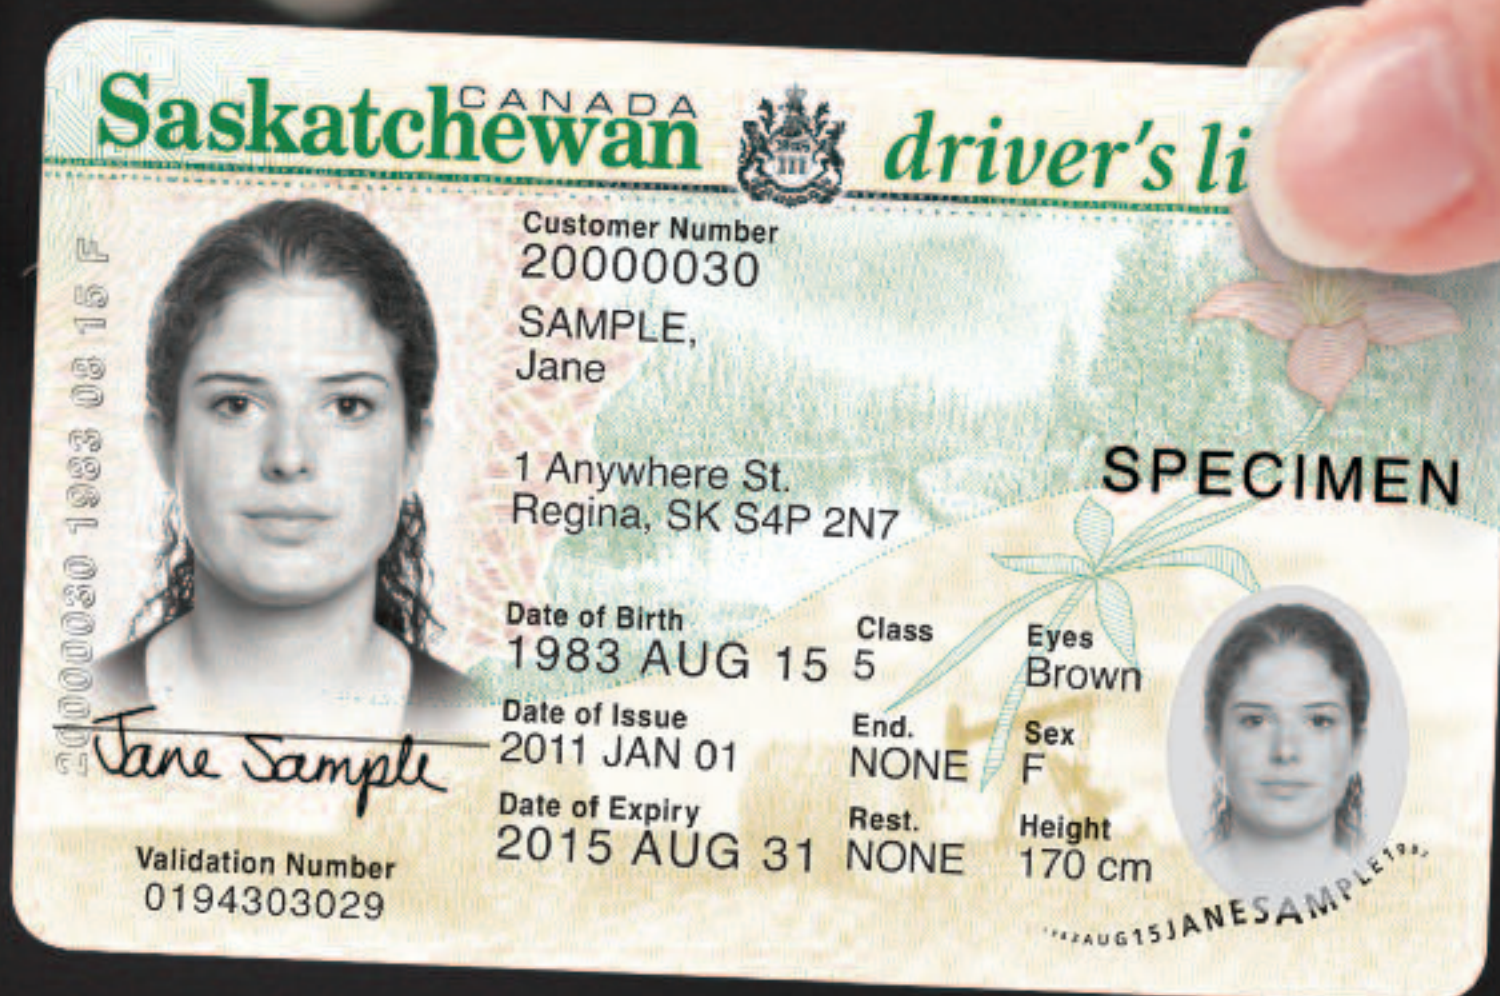 Saskatchewan CANADA driver's li
Customer Number
20000030
SAMPLE,
Jane
1 Anywhere St.
Regina, SK S4P 2N7
SPECIMEN
Date of Birth
1983 AUG 15
Class
5
Eyes
Brown
Date of Issue
2011 JAN 01
End.
NONE
Sex
F
Date of Expiry
2015 AUG 31
Rest.
NONE
Height
170 cm
20000030 1983 08 15 F
Jane Sample
Validation Number
0194303029
AUG15JANESAMPLE